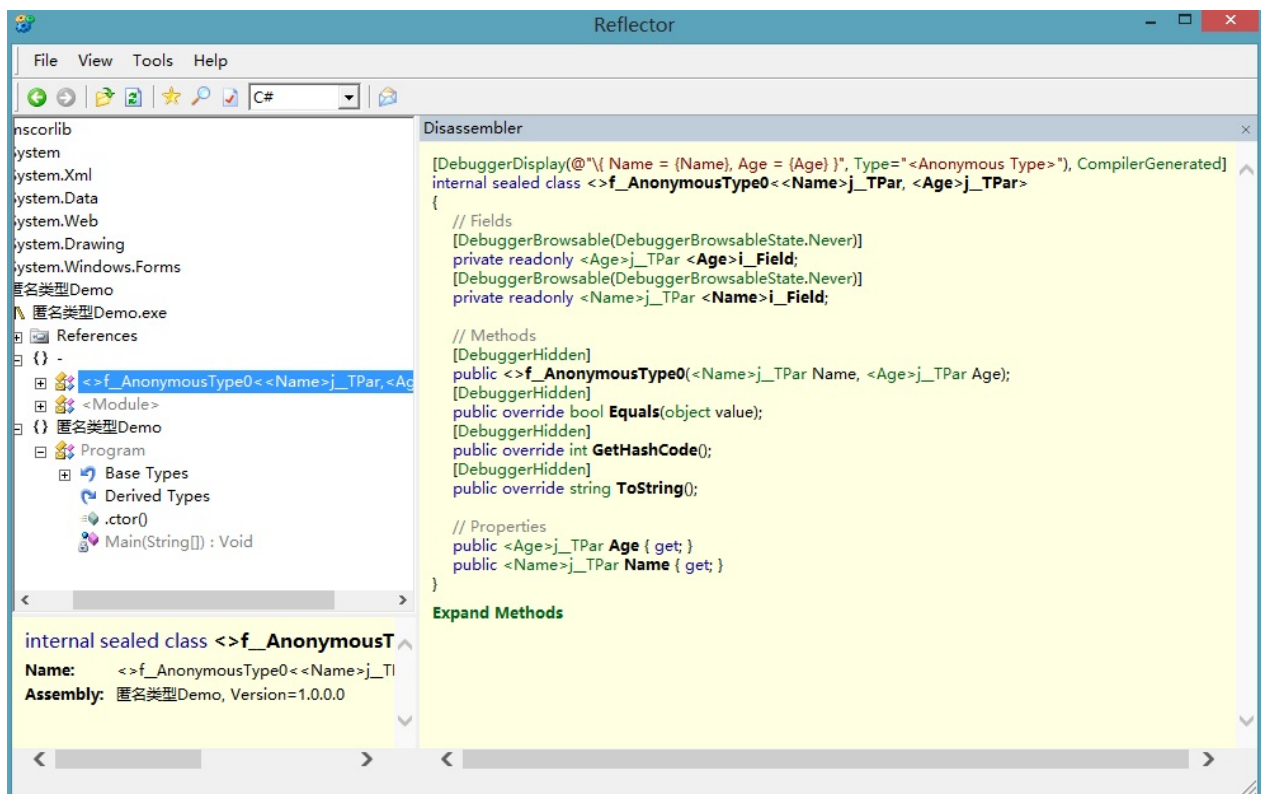 Reflector
File View Tools Help
C#
mscorlib
System
System.Xml
System.Data
System.Web
System.Drawing
System.Windows.Forms
匿名类型Demo
匿名类型Demo.exe
References
{} -
<>f__AnonymousType0<<Name>j__TPar,<Ag
<Module>
{} 匿名类型Demo
Program
Base Types
Derived Types
.ctor()
Main(String[]) : Void
internal sealed class <>f__AnonymousT
Name: <>f__AnonymousType0<<Name>j__TI
Assembly: 匿名类型Demo, Version=1.0.0.0
Disassembler
[DebuggerDisplay(@"\{ Name = {Name}, Age = {Age} }", Type="<Anonymous Type>"), CompilerGenerated]
internal sealed class <>f__AnonymousType0<<Name>j__TPar, <Age>j__TPar>
{
// Fields
[DebuggerBrowsable(DebuggerBrowsableState.Never)]
private readonly <Age>j__TPar <Age>i__Field;
[DebuggerBrowsable(DebuggerBrowsableState.Never)]
private readonly <Name>j__TPar <Name>i__Field;
// Methods
[DebuggerHidden]
public <>f__AnonymousType0(<Name>j__TPar Name, <Age>j__TPar Age);
[DebuggerHidden]
public override bool Equals(object value);
[DebuggerHidden]
public override int GetHashCode();
[DebuggerHidden]
public override string ToString();
// Properties
public <Age>j__TPar Age { get; }
public <Name>j__TPar Name { get; }
}
Expand Methods